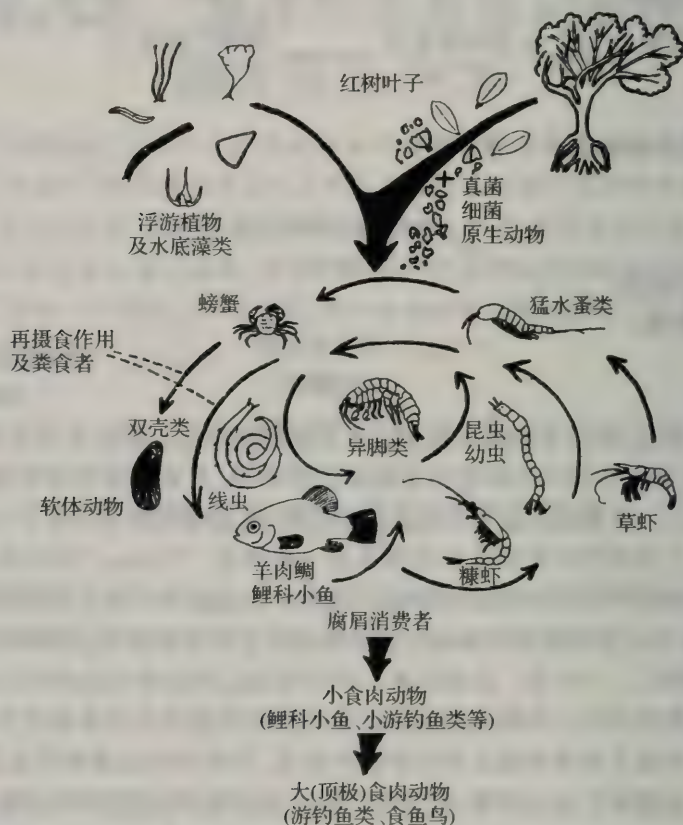 红树叶子
真菌
细菌
原生动物
浮游植物
及水底藻类
螃蟹
猛水蚤类
再摄食作用
及粪食者
双壳类
异脚类
昆虫
幼虫
软体动物
线虫
草虾
羊肉鲷
鲤科小鱼
糠虾
腐屑消费者
小食肉动物
(鲤科小鱼、小游钓鱼类等)
大(顶极)食肉动物
(游钓鱼类、食鱼鸟)